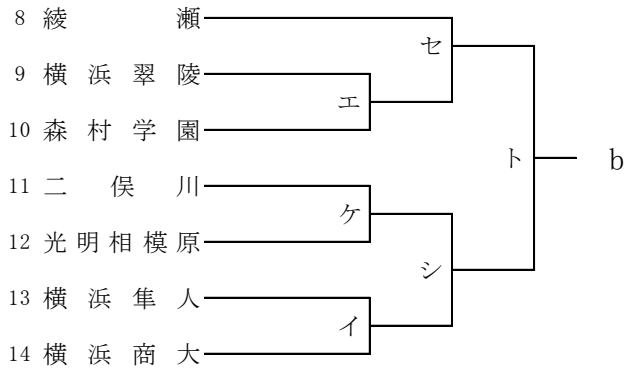 8 綾瀬
セ
9 横浜翠陵
エ
10 森村学園
ト b
11 二俣川
ケ
12 光明相模原
シ
13 横浜隼人
イ
14 横浜商大